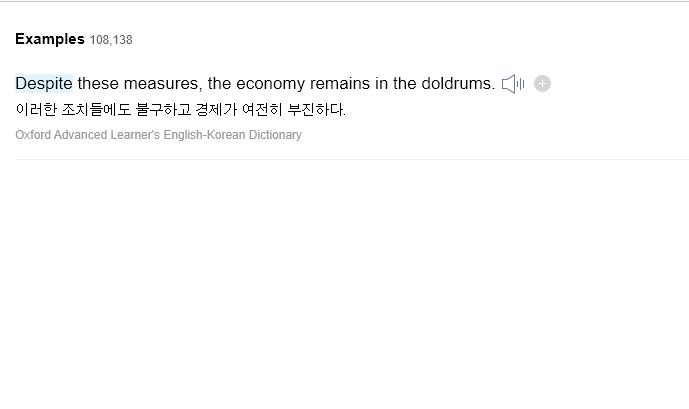 Examples 108,138
Despite these measures, the economy remains in the doldrums.
이러한 조치들에도 불구하고 경제가 여전히 부진하다.
Oxford Advanced Learner's English-Korean Dictionary